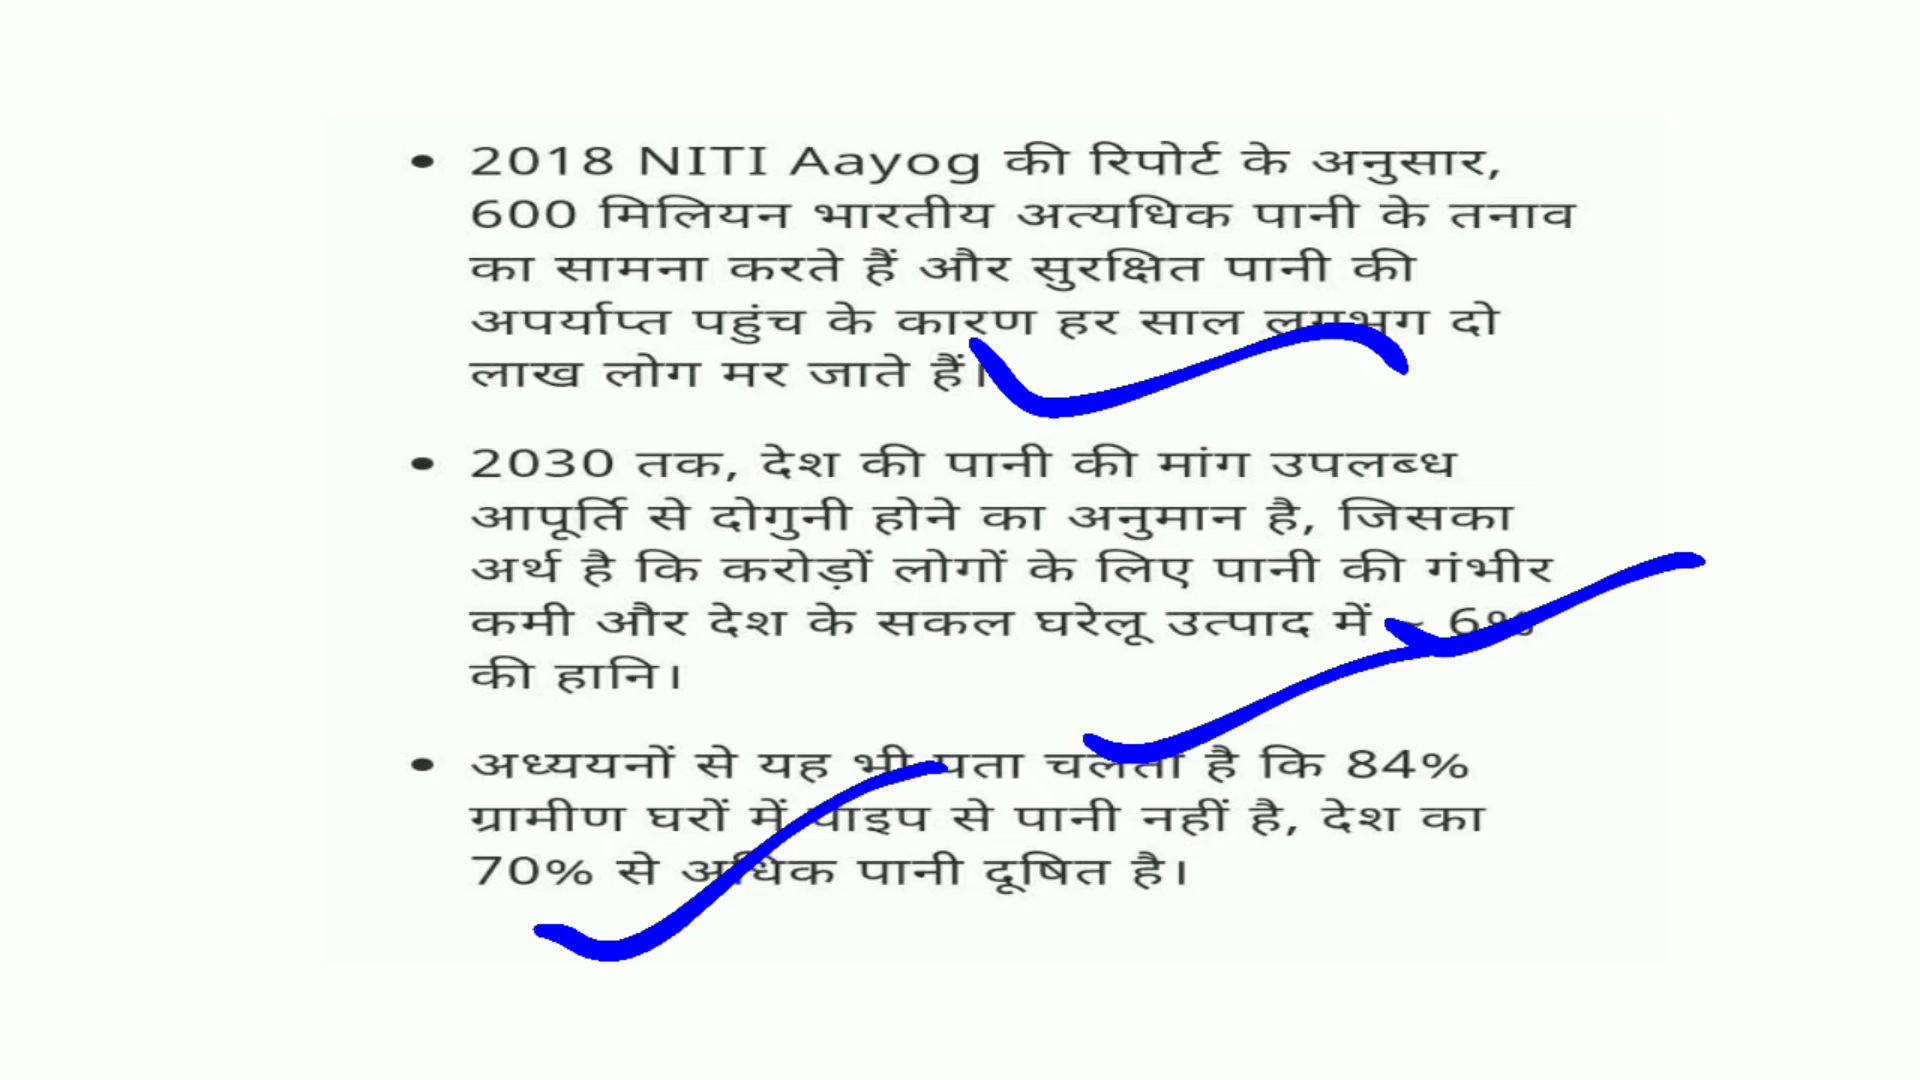 • 2018 NITI Aayog की रिपोर्ट के अनुसार,
600 मिलियन भारतीय अत्यधिक पानी के तनाव
का सामना करते हैं और सुरक्षित पानी की
अपर्याप्त पहुंच के कारण हर साल लगभग दो
लाख लोग मर जाते हैं।
• 2030 तक, देश की पानी की मांग उपलब्ध
आपूर्ति से दोगुनी होने का अनुमान है, जिसका
अर्थ है कि करोड़ों लोगों के लिए पानी की गंभीर
कमी और देश के सकल घरेलू उत्पाद में ~ 6%
की हानि।
• अध्ययनों से यह भी पता चलता है कि 84%
ग्रामीण घरों में पाइप से पानी नहीं है, देश का
70% से अधिक पानी दूषित है।